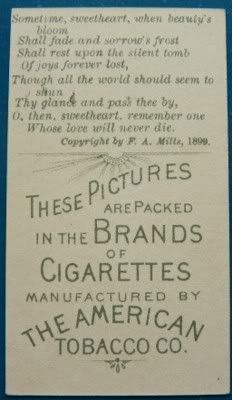 Sometime, sweetheart, when beauty's
bloom
Shall fade and sorrow's frost
Shall rest upon the silent tomb
Of joys forever lost,
Though all the world should seem to
shun
Thy glance and pass thee by,
O, then, sweetheart, remember one
Whose love will never die.
Copyright by F. A. Mills, 1899.
THESE PICTURES
ARE PACKED
IN THE BRANDS
OF
CIGARETTES
MANUFACTURED BY
THE AMERICAN
TOBACCO CO.